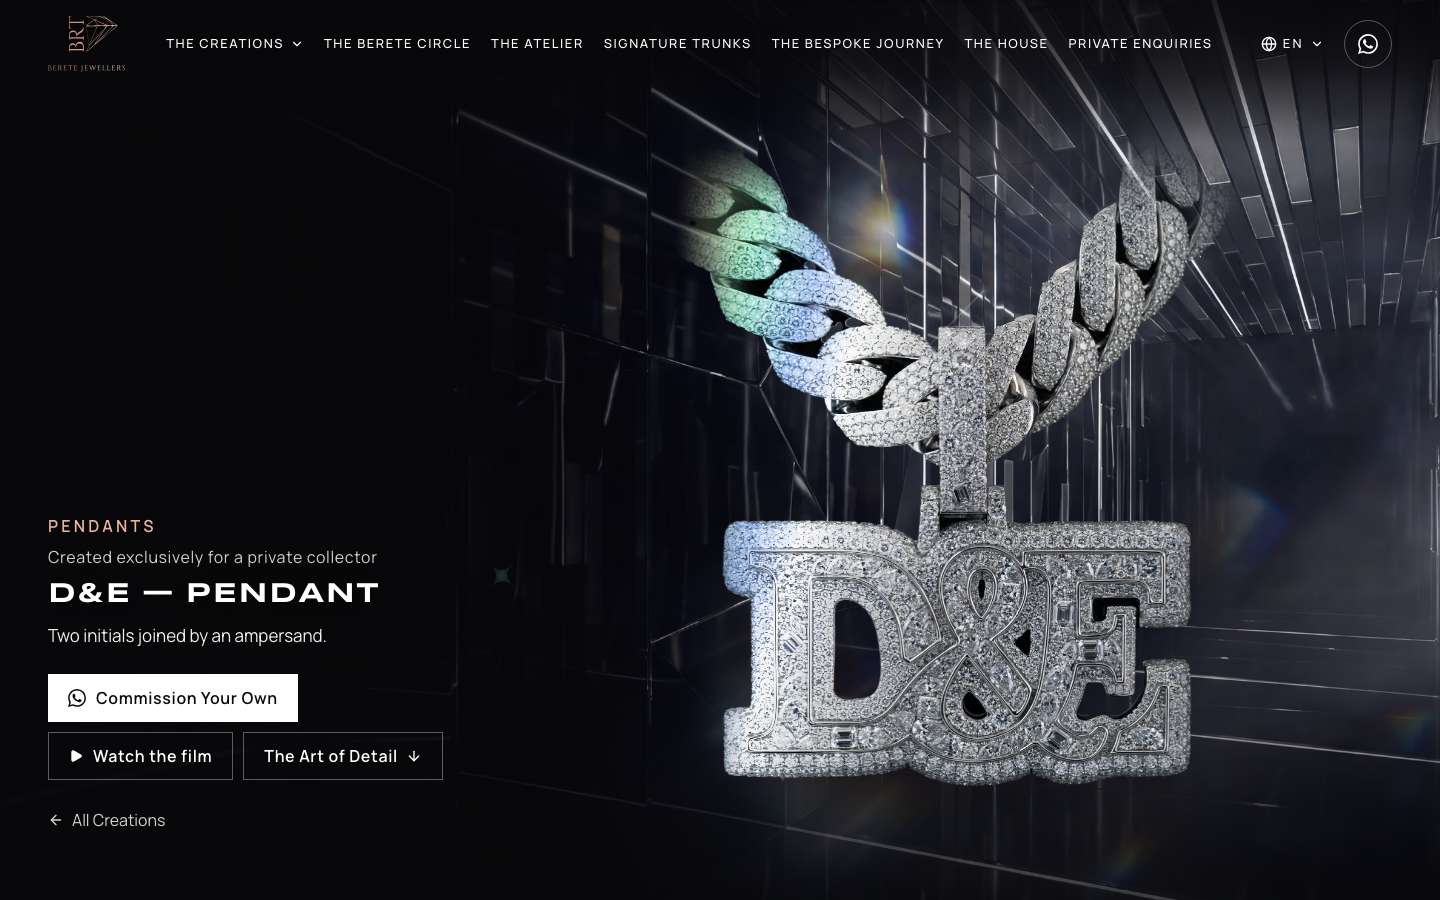 BRT
BERETE JEWELLERS
THE CREATIONS
THE BERETE CIRCLE
THE ATELIER
SIGNATURE TRUNKS
THE BESPOKE JOURNEY
THE HOUSE
PRIVATE ENQUIRIES
EN
D&E
PENDANTS
Created exclusively for a private collector
D&E — PENDANT
Two initials joined by an ampersand.
Commission Your Own
Watch the film
The Art of Detail
All Creations